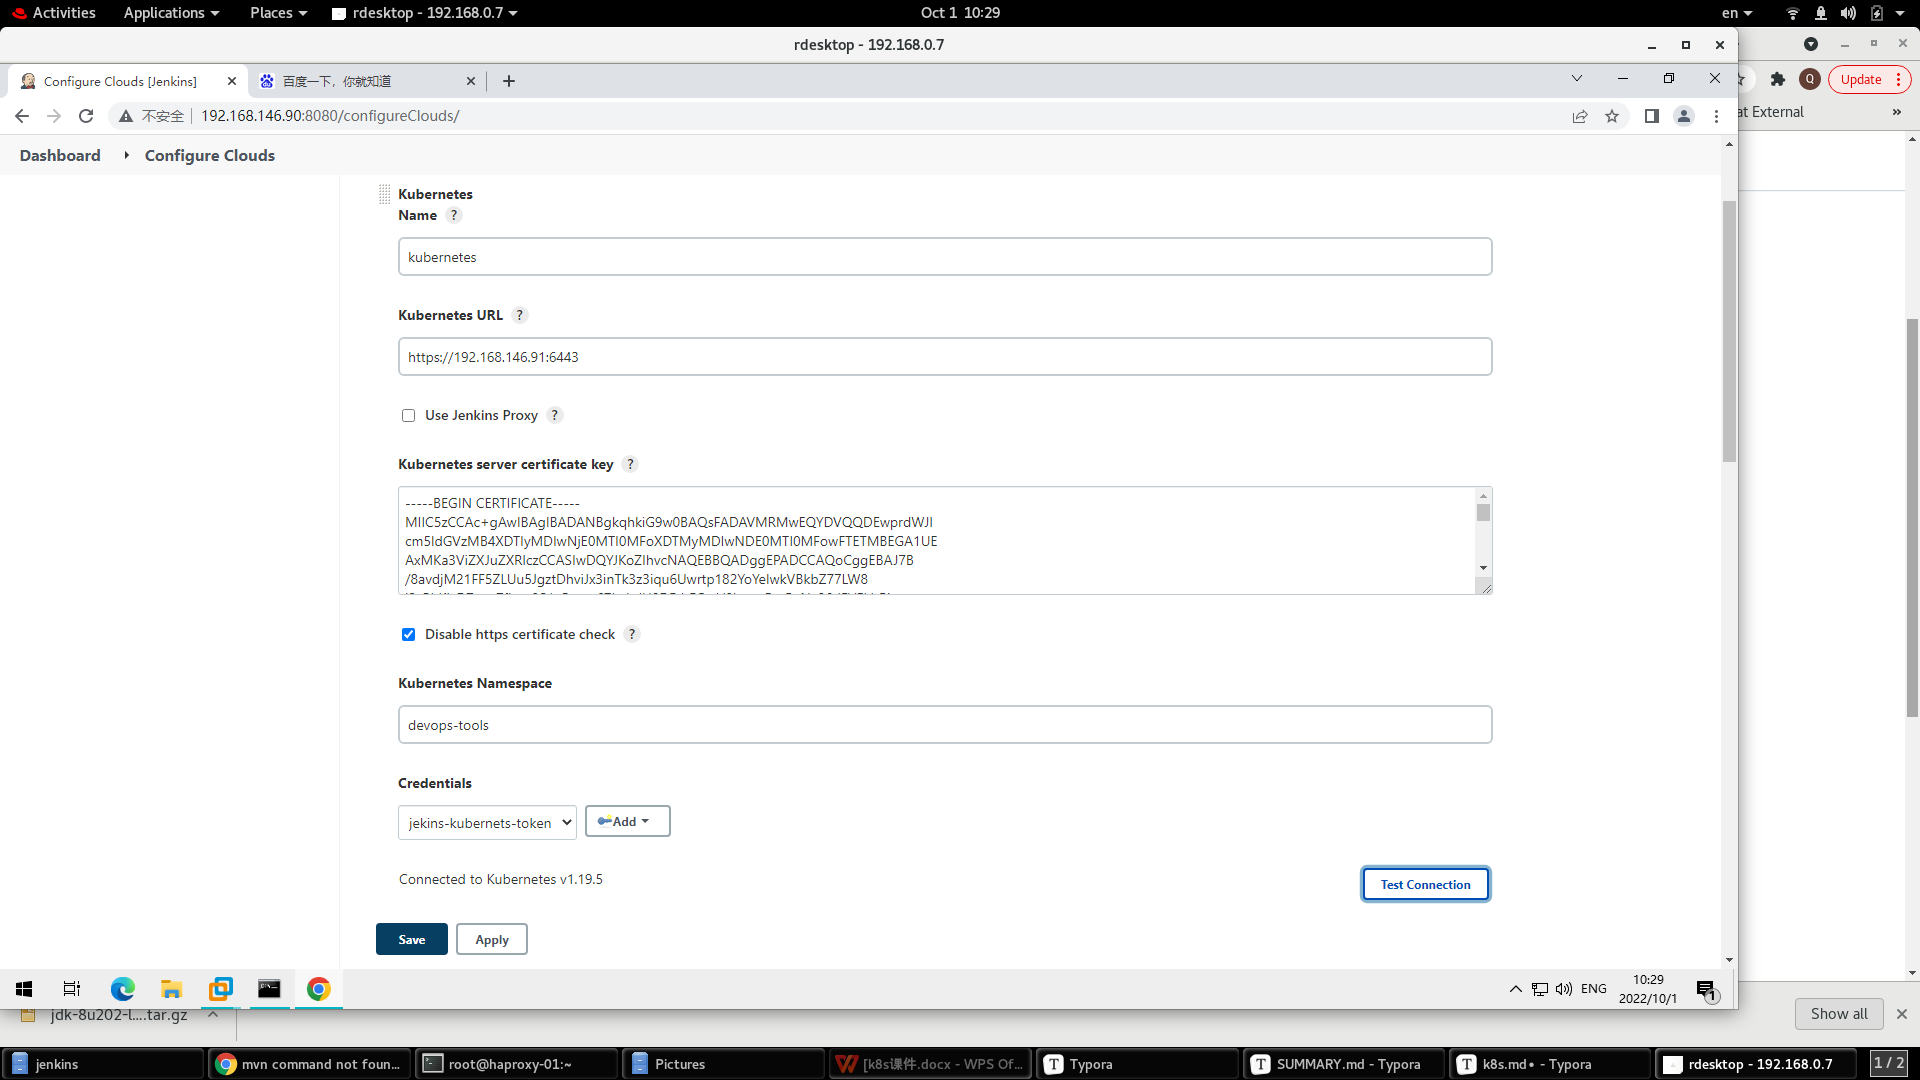 Activities Applications Places rdesktop - 192.168.0.7 Oct 1 10:29 en
rdesktop - 192.168.0.7
Configure Clouds [Jenkins] 百度一下，你就知道
Q Update
不安全 192.168.146.90:8080/configureClouds/
at External »
Dashboard Configure Clouds
Kubernetes
Name ?
kubernetes
Kubernetes URL ?
https://192.168.146.91:6443
Use Jenkins Proxy ?
Kubernetes server certificate key ?
-----BEGIN CERTIFICATE-----
Disable https certificate check ?
Kubernetes Namespace
devops-tools
Credentials
jekins-kubernets-token Add
Connected to Kubernetes v1.19.5 Test Connection
Save Apply
ENG 10:29
2022/10/1 1
jdk-8u202-l....tar.gz Show all
jenkins mvn command not foun... root@haproxy-01:~ Pictures [k8s课件.docx - WPS Of... Typora SUMMARY.md - Typora k8s.md• - Typora rdesktop - 192.168.0.7 1 / 2